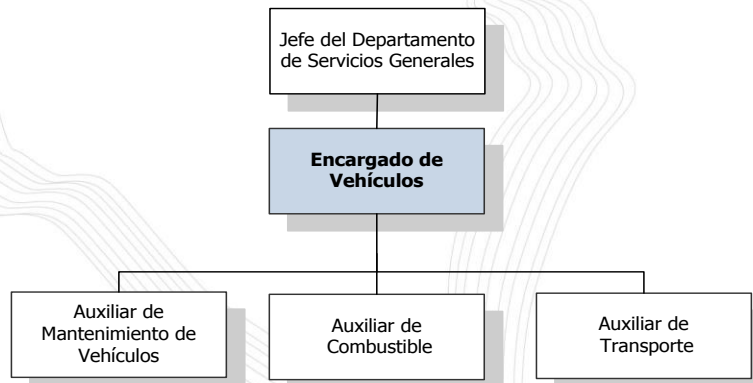 Jefe del Departamento
de Servicios Generales
Encargado de
Vehículos
Auxiliar de
Mantenimiento de
Vehículos
Auxiliar de
Combustible
Auxiliar de
Transporte